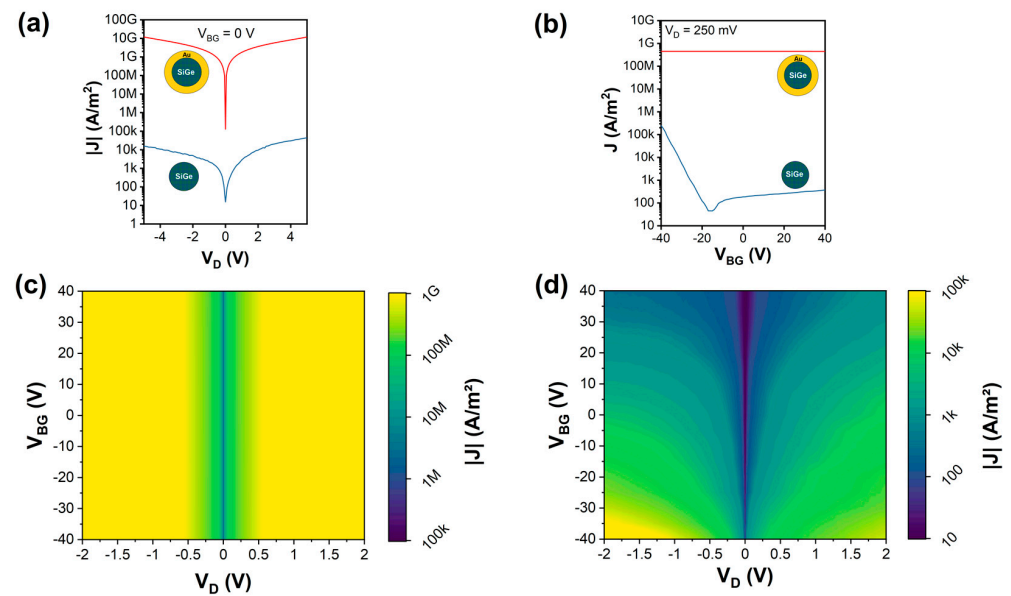 (a)
100G
10G
1G
100M
10M
1M
100k
10k
1k
100
10
1
|J| (A/m²)
V_BG = 0 V
Au
SiGe
SiGe
-4 -2 0 2 4
V_D (V)
(b)
10G
1G
100M
10M
1M
100k
10k
1k
100
10
J (A/m²)
V_D = 250 mV
Au
SiGe
SiGe
-40 -20 0 20 40
V_BG (V)
(c)
40
30
20
10
0
-10
-20
-30
-40
V_BG (V)
-2 -1.5 -1 -0.5 0 0.5 1 1.5 2
V_D (V)
1G
100M
10M
1M
100k
|J| (A/m²)
(d)
40
30
20
10
0
-10
-20
-30
-40
V_BG (V)
-2 -1.5 -1 -0.5 0 0.5 1 1.5 2
V_D (V)
100k
10k
1k
100
10
|J| (A/m²)